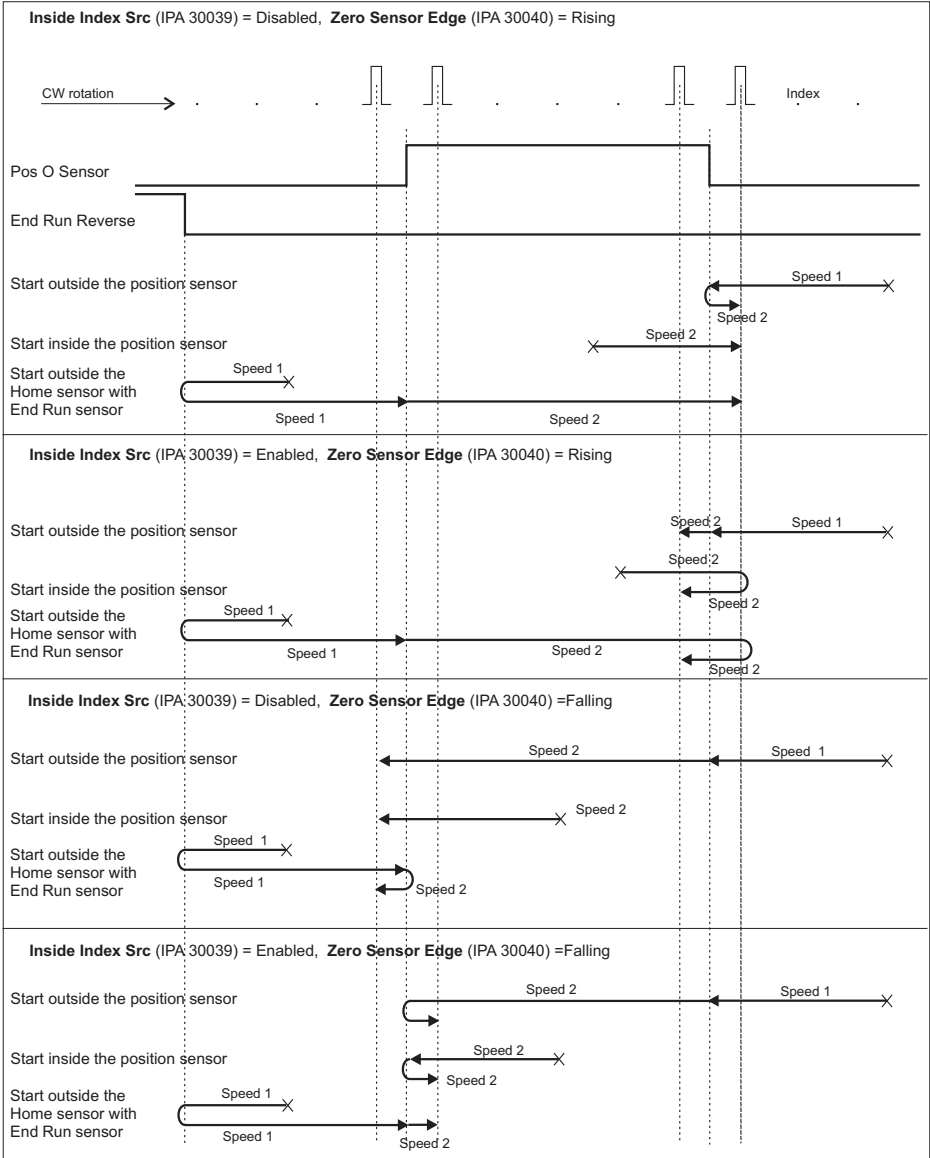 Inside Index Src (IPA 30039) = Disabled, Zero Sensor Edge (IPA 30040) = Rising
CW rotation
Index
Pos O Sensor
End Run Reverse
Start outside the position sensor
Speed 1
Speed 2
Start inside the position sensor
Speed 2
Start outside the
Home sensor with
End Run sensor
Speed 1
Speed 1
Speed 2
Inside Index Src (IPA 30039) = Enabled, Zero Sensor Edge (IPA 30040) = Rising
Start outside the position sensor
Speed 2
Speed 1
Start inside the position sensor
Speed 2
Speed 2
Start outside the
Home sensor with
End Run sensor
Speed 1
Speed 1
Speed 2
Speed 2
Inside Index Src (IPA 30039) = Disabled, Zero Sensor Edge (IPA 30040) =Falling
Start outside the position sensor
Speed 2
Speed 1
Start inside the position sensor
Speed 2
Start outside the
Home sensor with
End Run sensor
Speed 1
Speed 1
Speed 2
Inside Index Src (IPA 30039) = Enabled, Zero Sensor Edge (IPA 30040) =Falling
Start outside the position sensor
Speed 2
Speed 1
Start inside the position sensor
Speed 2
Speed 2
Start outside the
Home sensor with
End Run sensor
Speed 1
Speed 1
Speed 2